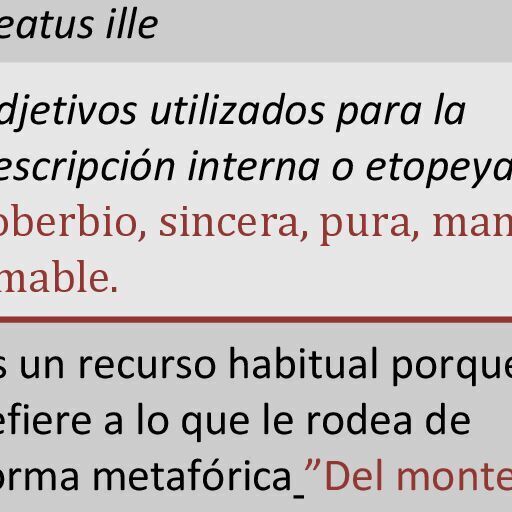 eatus ille
djetivos utilizados para la
escripción interna o etopeya
oberbio, sincera, pura, man
mable.
s un recurso habitual porque
efiere a lo que le rodea de
orma metafórica ”Del monte